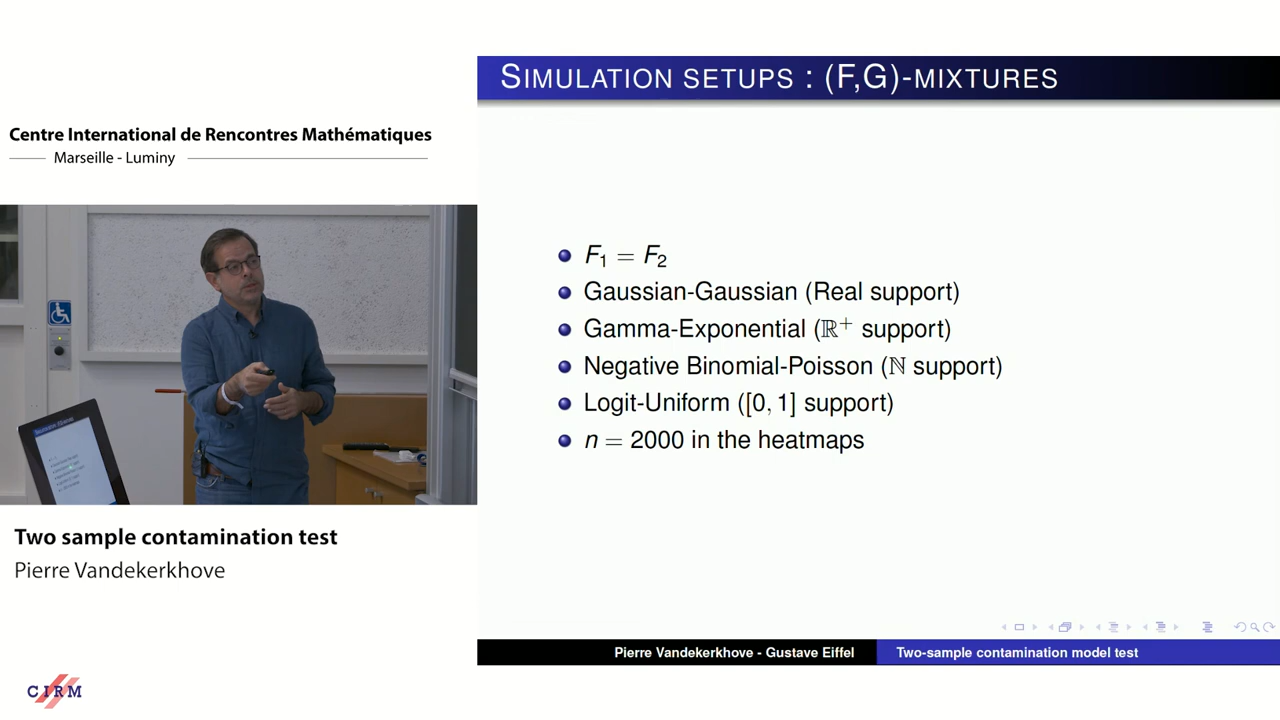 SIMULATION SETUPS : (F,G)-MIXTURES
Centre International de Rencontres Mathématiques
Marseille - Luminy
F₁ = F₂
Gaussian-Gaussian (Real support)
Gamma-Exponential (ℝ⁺ support)
Negative Binomial-Poisson (ℕ support)
Logit-Uniform ([0, 1] support)
n = 2000 in the heatmaps
Two sample contamination test
Pierre Vandekerkhove
Pierre Vandekerkhove - Gustave Eiffel
Two-sample contamination model test
CIRM